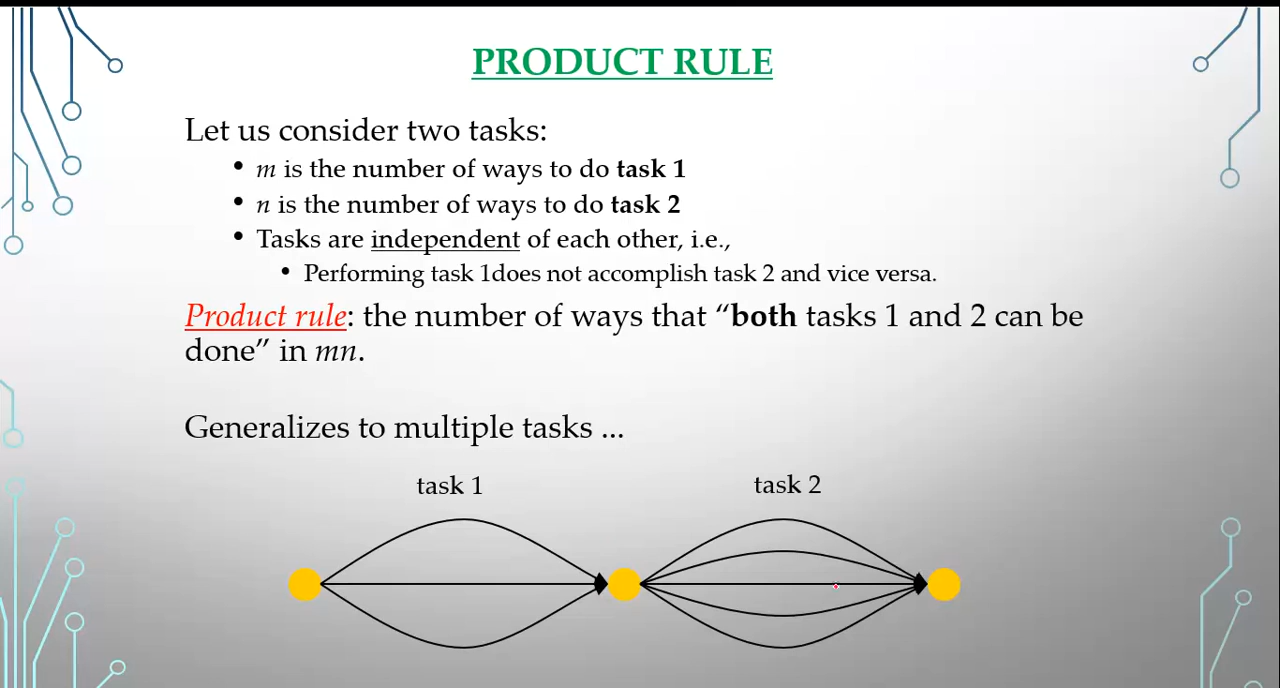 PRODUCT RULE
Let us consider two tasks:
• m is the number of ways to do task 1
• n is the number of ways to do task 2
• Tasks are independent of each other, i.e.,
• Performing task 1does not accomplish task 2 and vice versa.
Product rule: the number of ways that “both tasks 1 and 2 can be
done” in mn.
Generalizes to multiple tasks ...
task 1 task 2